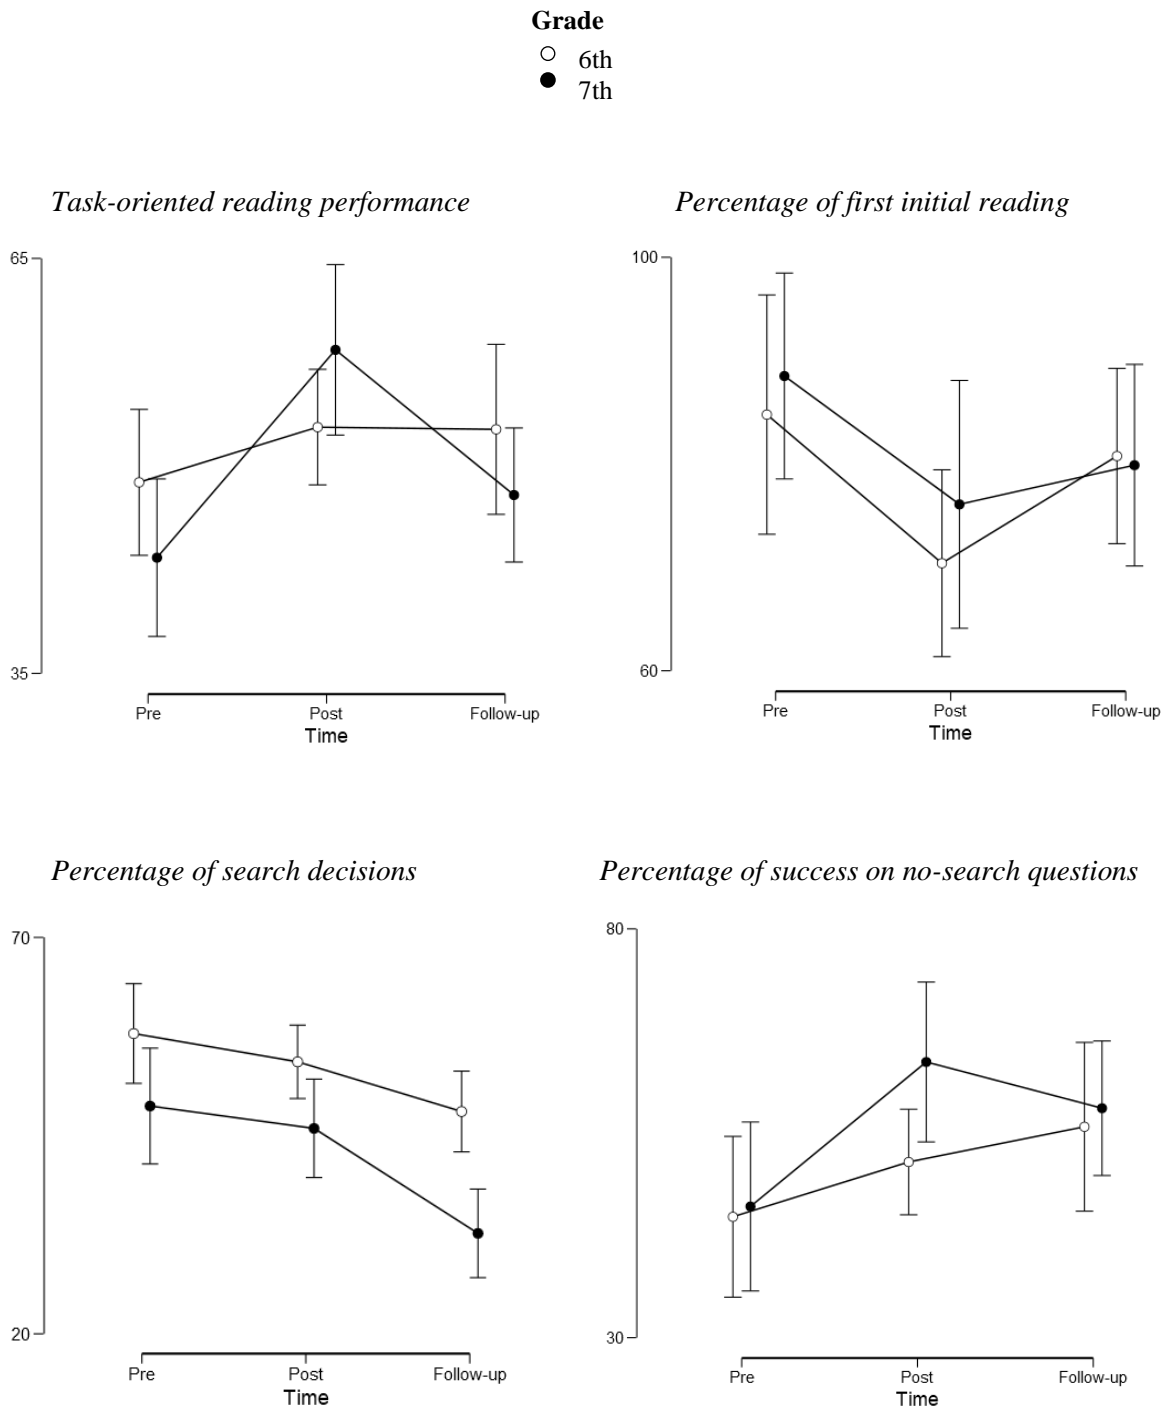 Grade
6th
7th
Task-oriented reading performance
65
35
Pre Post Follow-up
Time
Percentage of first initial reading
100
60
Pre Post Follow-up
Time
Percentage of search decisions
70
20
Pre Post Follow-up
Time
Percentage of success on no-search questions
80
30
Pre Post Follow-up
Time